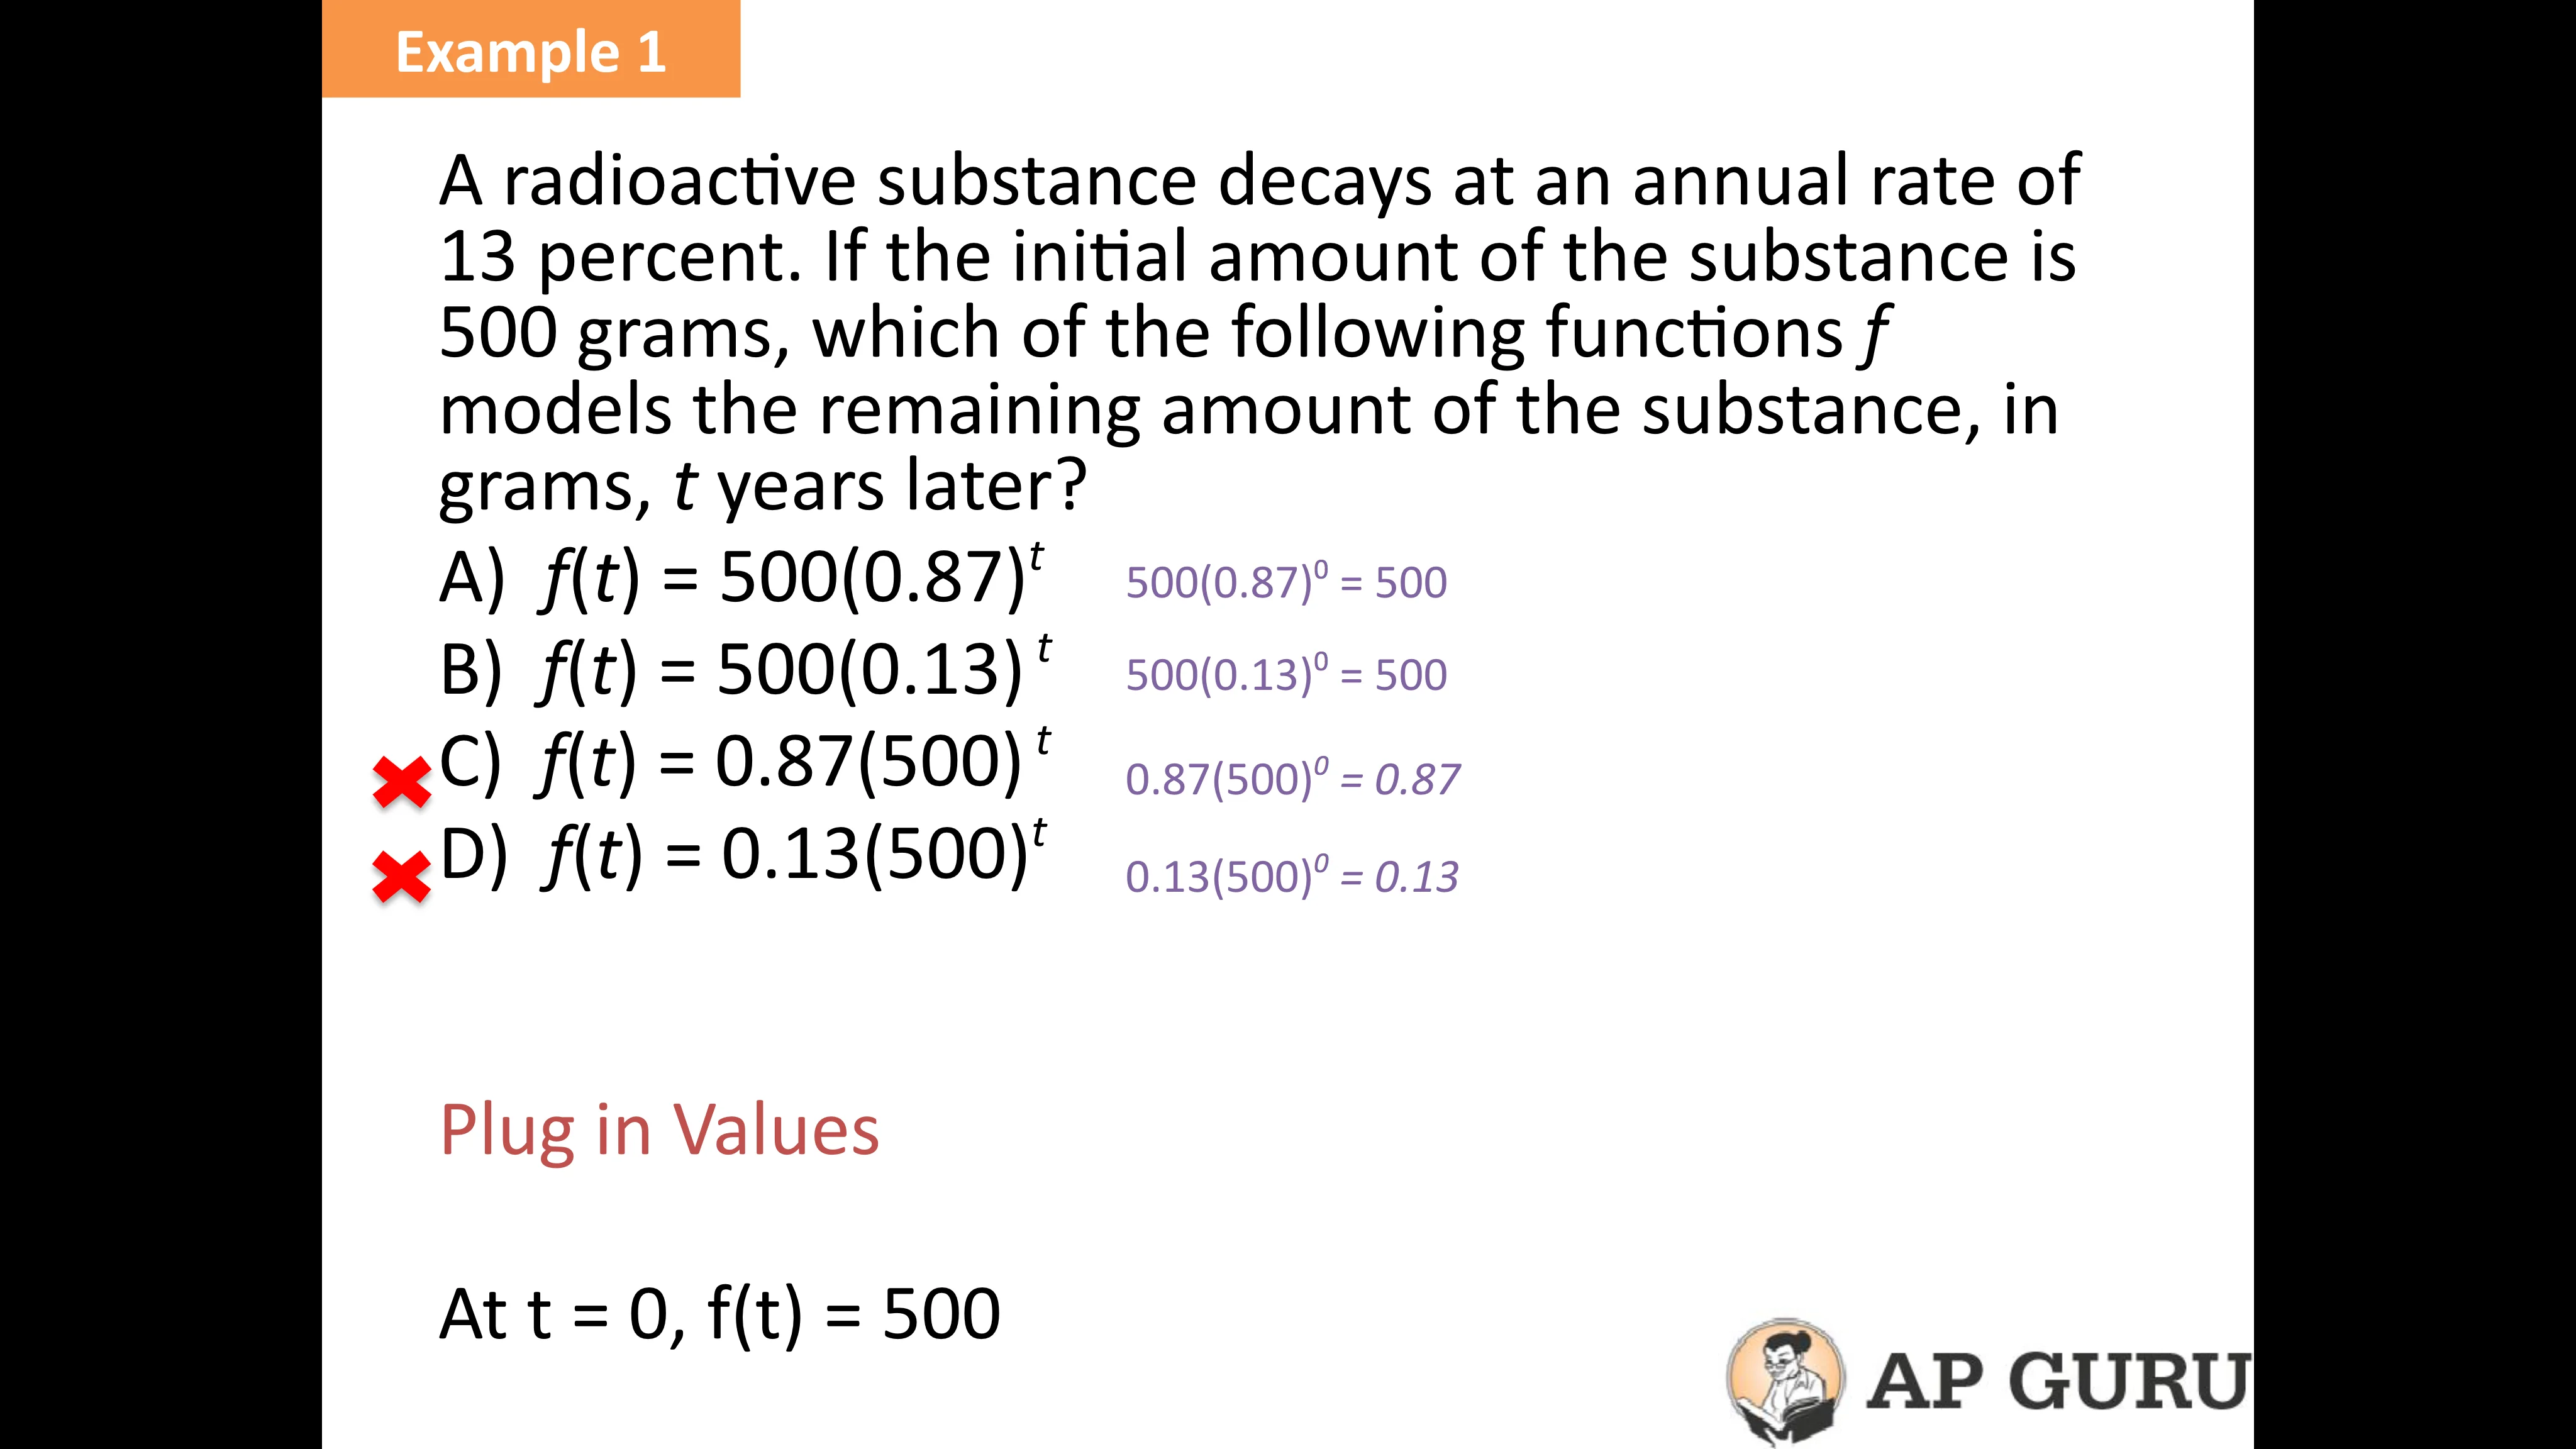 Example 1
A radioactive substance decays at an annual rate of
13 percent. If the initial amount of the substance is
500 grams, which of the following functions f
models the remaining amount of the substance, in
grams, t years later?
A) f(t) = 500(0.87)ᵗ 500(0.87)⁰ = 500
B) f(t) = 500(0.13)ᵗ 500(0.13)⁰ = 500
C) f(t) = 0.87(500)ᵗ 0.87(500)⁰ = 0.87
D) f(t) = 0.13(500)ᵗ 0.13(500)⁰ = 0.13
Plug in Values
At t = 0, f(t) = 500
AP GURU